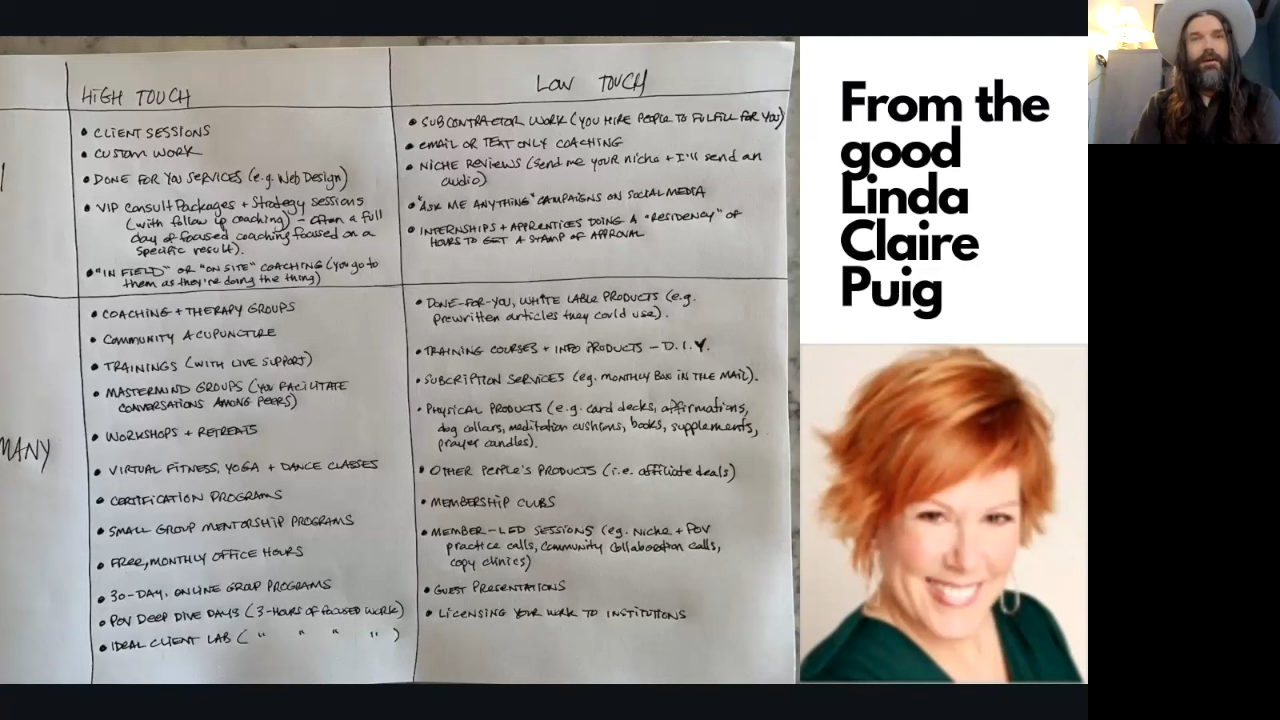 HIGH TOUCH
LOW TOUCH
• CLIENT SESSIONS
• CUSTOM WORK
• DONE FOR YOU SERVICES (e.g. Web Design)
• VIP CONSULT PACKAGES + Strategy sessions
(with follow up coaching) – often a full
day of focused coaching focused on a
specific result).
• "IN FIELD" OR "ON SITE" COACHING (you go to
them as they're doing the thing)
• SUBCONTRACTOR WORK (YOU HIRE PEOPLE TO FULFILL FOR YOU)
• EMAIL OR TEXT ONLY COACHING
• NICHE REVIEWS (send me your niche + I'll send an
audio)
• "ASK ME ANYTHING" CAMPAIGNS ON SOCIAL MEDIA
• INTERNSHIPS + APPRENTICES DOING A "RESIDENCY" OF
HOURS TO GET A STAMP OF APPROVAL
MANY
• COACHING + THERAPY GROUPS
• COMMUNITY ACUPUNCTURE
• TRAININGS (WITH LIVE SUPPORT)
• MASTERMIND GROUPS (YOU FACILITATE
CONVERSATIONS AMONG PEERS)
• WORKSHOPS + RETREATS
• VIRTUAL FITNESS, YOGA + DANCE CLASSES
• CERTIFICATION PROGRAMS
• SMALL GROUP MENTORSHIP PROGRAMS
• FREE, MONTHLY OFFICE HOURS
• 30-DAY, ONLINE GROUP PROGRAMS
• POV DEEP DIVE DAYS (3-HOURS OF FOCUSED WORK)
• IDEAL CLIENT LAB ( " " " " )
• DONE-FOR-YOU, WHITE LABLE PRODUCTS (e.g.
prewritten articles they could use).
• TRAINING COURSES + INFO PRODUCTS – D.I.Y.
• SUBCRIPTION SERVICES (eg. MONTHLY BOX IN THE MAIL).
• PHYSICAL PRODUCTS (e.g. card decks, affirmations,
dog collars, meditation cushions, books, supplements,
prayer candles).
• OTHER PEOPLE'S PRODUCTS (i.e. affiliate deals)
• MEMBERSHIP CLUBS
• MEMBER-LED SESSIONS (eg. Niche + POV
practice calls, community collaboration calls,
copy clinics)
• GUEST PRESENTATIONS
• LICENSING YOUR WORK TO INSTITUTIONS
From the
good
Linda
Claire
Puig